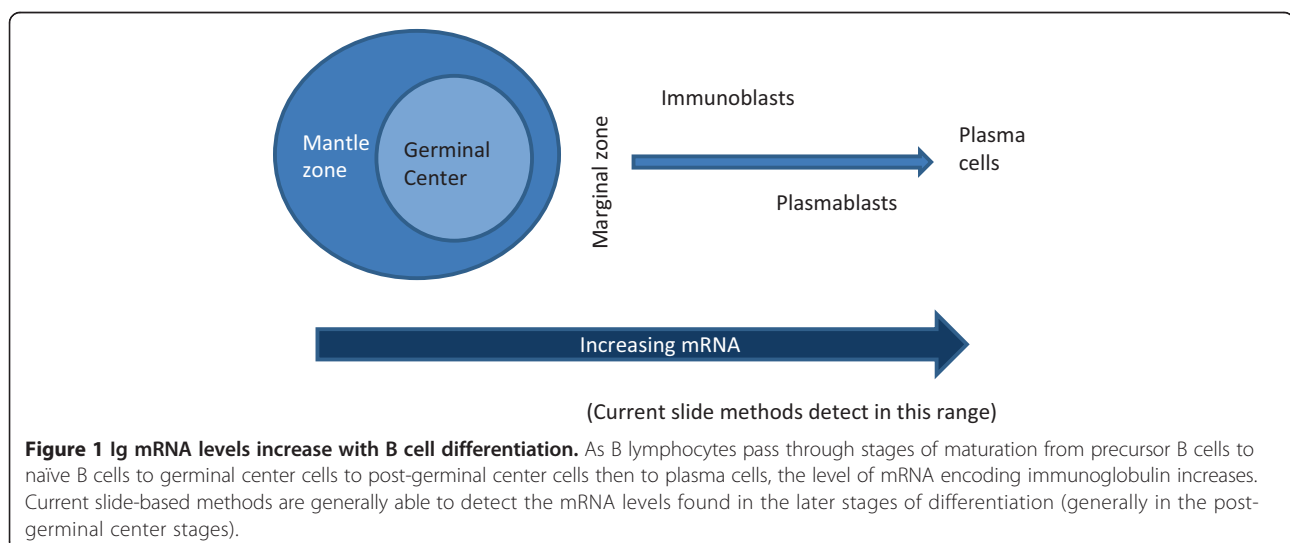 Immunoblasts
Mantle
zone
Germinal
Center
Marginal zone
Plasma
cells
Plasmablasts
Increasing mRNA
(Current slide methods detect in this range)
Figure 1 Ig mRNA levels increase with B cell differentiation. As B lymphocytes pass through stages of maturation from precursor B cells to
naïve B cells to germinal center cells to post-germinal center cells then to plasma cells, the level of mRNA encoding immunoglobulin increases.
Current slide-based methods are generally able to detect the mRNA levels found in the later stages of differentiation (generally in the post-
germinal center stages).